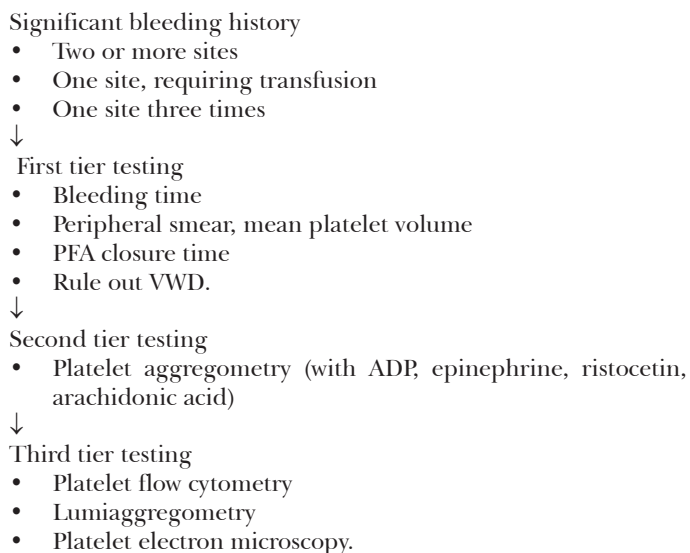 Significant bleeding history
• Two or more sites
• One site, requiring transfusion
• One site three times
↓
First tier testing
• Bleeding time
• Peripheral smear, mean platelet volume
• PFA closure time
• Rule out VWD.
↓
Second tier testing
• Platelet aggregometry (with ADP, epinephrine, ristocetin,
arachidonic acid)
↓
Third tier testing
• Platelet flow cytometry
• Lumiaggregometry
• Platelet electron microscopy.